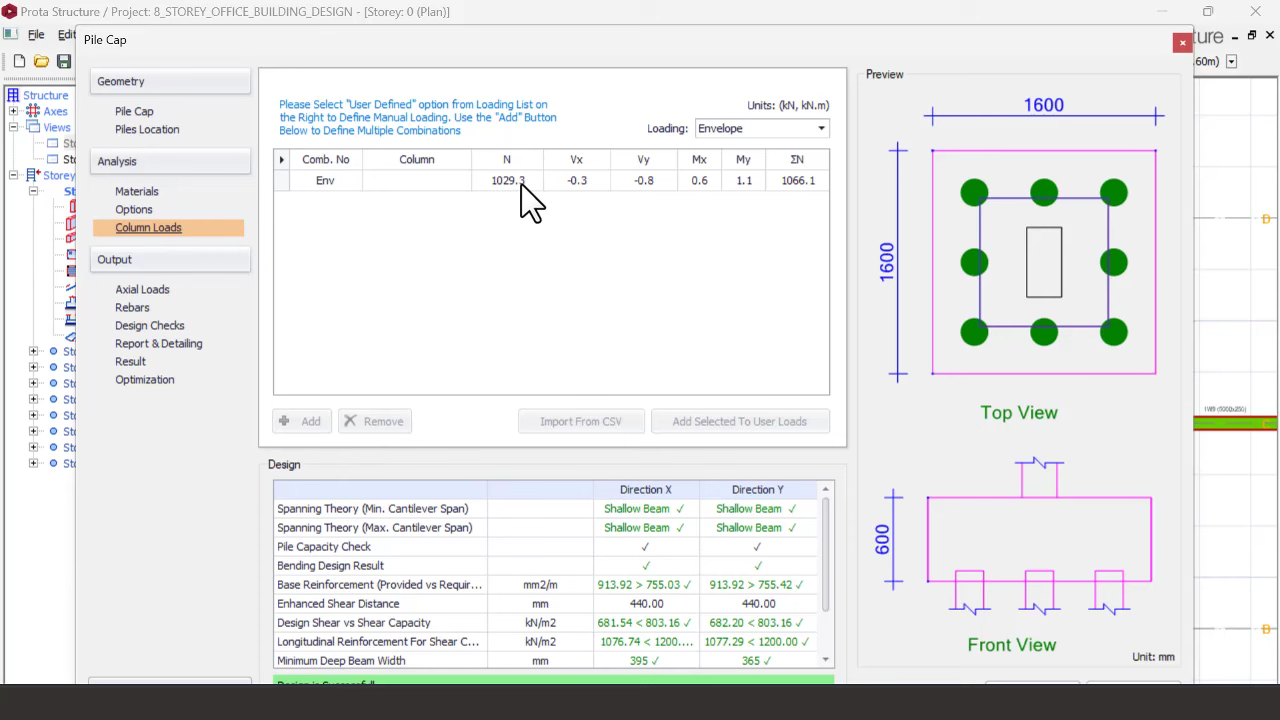 Prota Structure / Project: 8_STOREY_OFFICE_BUILDING_DESIGN - [Storey: 0 (Plan)]
File Edit
Pile Cap
Structure
Axes
Views
Storey
Geometry
Pile Cap
Piles Location
Analysis
Materials
Options
Column Loads
Output
Axial Loads
Rebars
Design Checks
Report & Detailing
Result
Optimization
Please Select "User Defined" option from Loading List on
the Right to Define Manual Loading. Use the "Add" Button
Below to Define Multiple Combinations
Units: (kN, kN.m)
Loading: Envelope
Comb. No Column N Vx Vy Mx My ΣN
Env 1029.3 -0.3 -0.8 0.6 1.1 1066.1
Add Remove Import From CSV Add Selected To User Loads
Design
Direction X Direction Y
Spanning Theory (Min. Cantilever Span) Shallow Beam ✓ Shallow Beam ✓
Spanning Theory (Max. Cantilever Span) Shallow Beam ✓ Shallow Beam ✓
Pile Capacity Check ✓ ✓
Bending Design Result ✓ ✓
Base Reinforcement (Provided vs Requir... mm2/m 913.92 > 755.03 ✓ 913.92 > 755.42 ✓
Enhanced Shear Distance mm 440.00 440.00
Design Shear vs Shear Capacity kN/m2 681.54 < 803.16 ✓ 682.20 < 803.16 ✓
Longitudinal Reinforcement For Shear C... kN/m2 1076.74 < 1200.... 1077.29 < 1200.00 ✓
Minimum Deep Beam Width mm 395 ✓ 365 ✓
Preview
1600
1600
Top View
600
Front View
Unit: mm
D
B